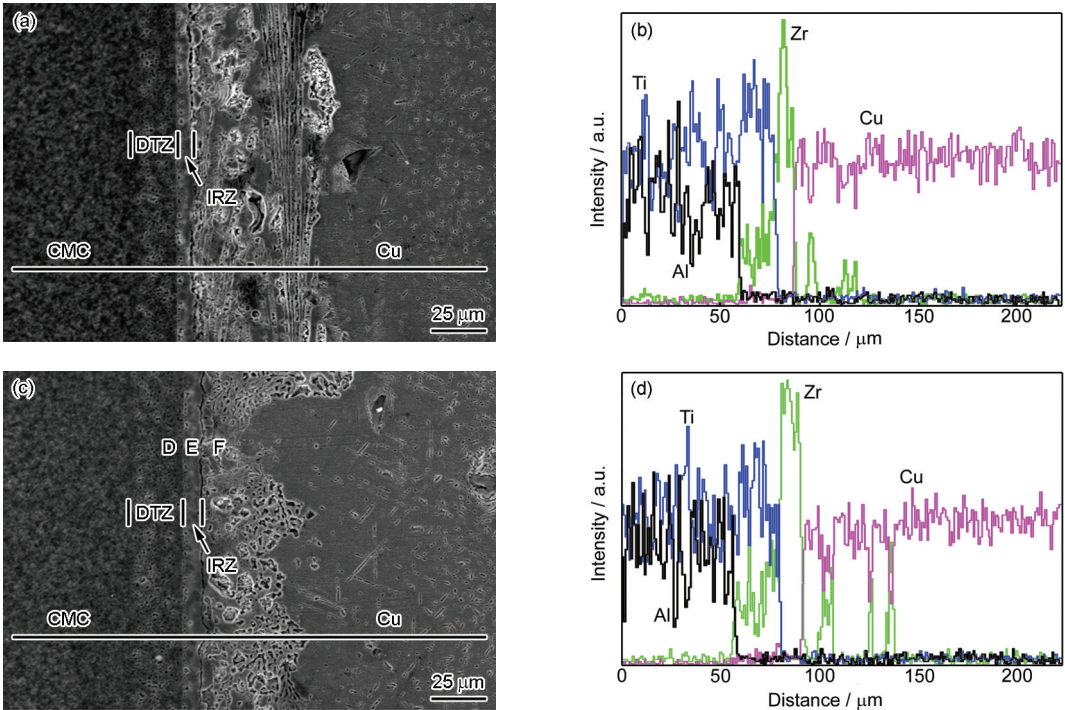 (a)
DTZ
IRZ
CMC
Cu
25 μm
(b)
Zr
Ti
Cu
Al
Intensity / a.u.
0
50
100
150
200
Distance / μm
(c)
D E F
DTZ
IRZ
CMC
Cu
25 μm
(d)
Zr
Ti
Cu
Al
Intensity / a.u.
0
50
100
150
200
Distance / μm